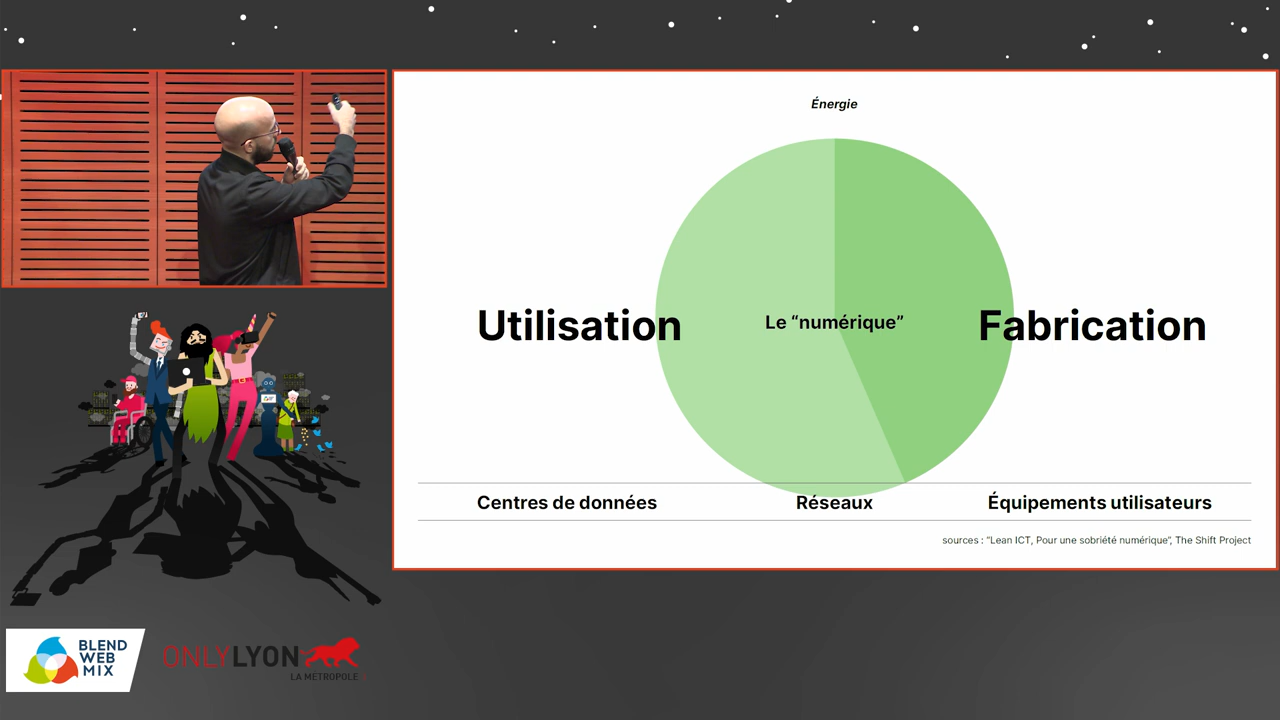 Énergie
Utilisation
Le “numérique”
Fabrication
Centres de données
Réseaux
Équipements utilisateurs
sources : “Lean ICT, Pour une sobriété numérique”, The Shift Project
BLEND
WEB
MIX
ONLYLYON
LA MÉTROPOLE